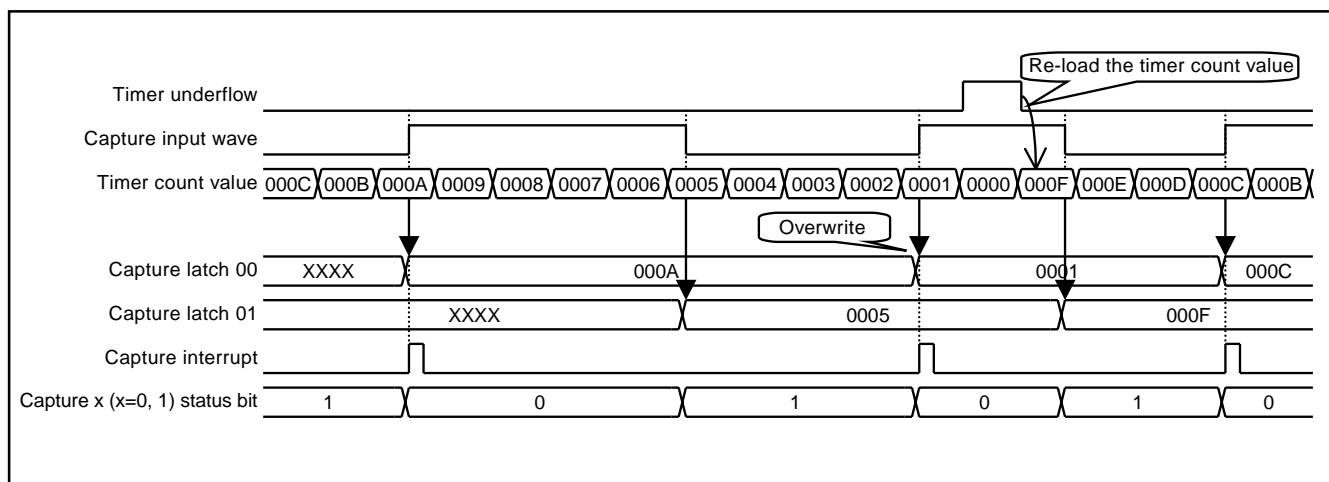 Re-load the timer count value
Timer underflow
Capture input wave
Timer count value 000C 000B 000A 0009 0008 0007 0006 0005 0004 0003 0002 0001 0000 000F 000E 000D 000C 000B
Overwrite
Capture latch 00 XXXX 000A 0001 000C
Capture latch 01 XXXX 0005 000F
Capture interrupt
Capture x (x=0, 1) status bit 1 0 1 0 1 0